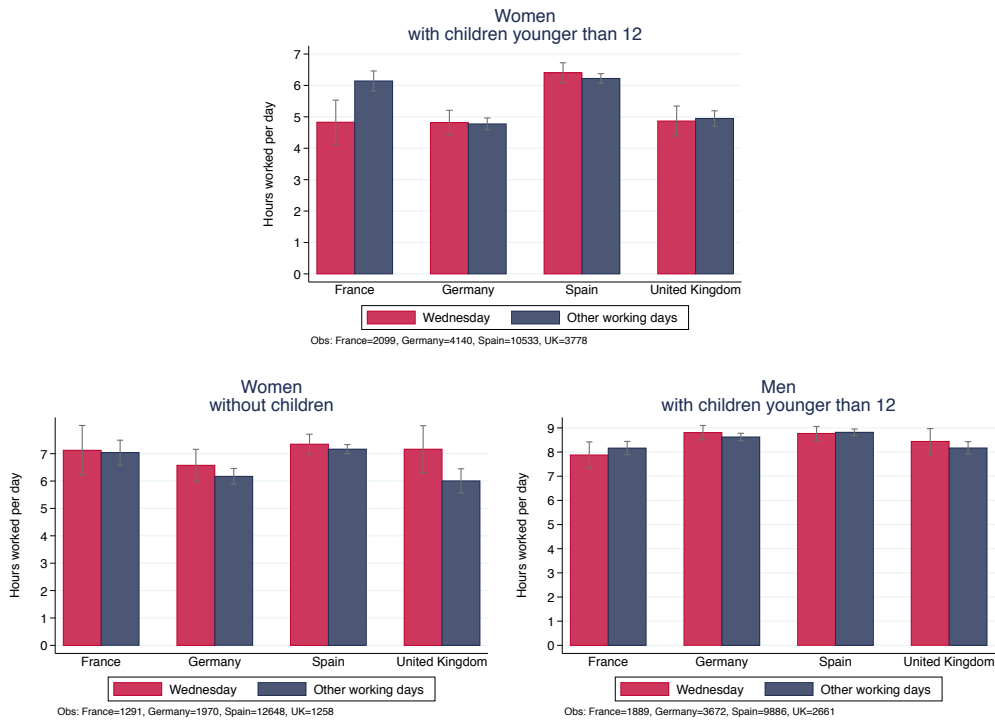 Women
with children younger than 12
Hours worked per day
7
6
5
4
3
2
1
0
France Germany Spain United Kingdom
Wednesday Other working days
Obs: France=2099, Germany=4140, Spain=10533, UK=3778
Women
without children
Hours worked per day
7
6
5
4
3
2
1
0
France Germany Spain United Kingdom
Wednesday Other working days
Obs: France=1291, Germany=1970, Spain=12648, UK=1258
Men
with children younger than 12
Hours worked per day
9
8
7
6
5
4
3
2
1
0
France Germany Spain United Kingdom
Wednesday Other working days
Obs: France=1889, Germany=3672, Spain=9886, UK=2661